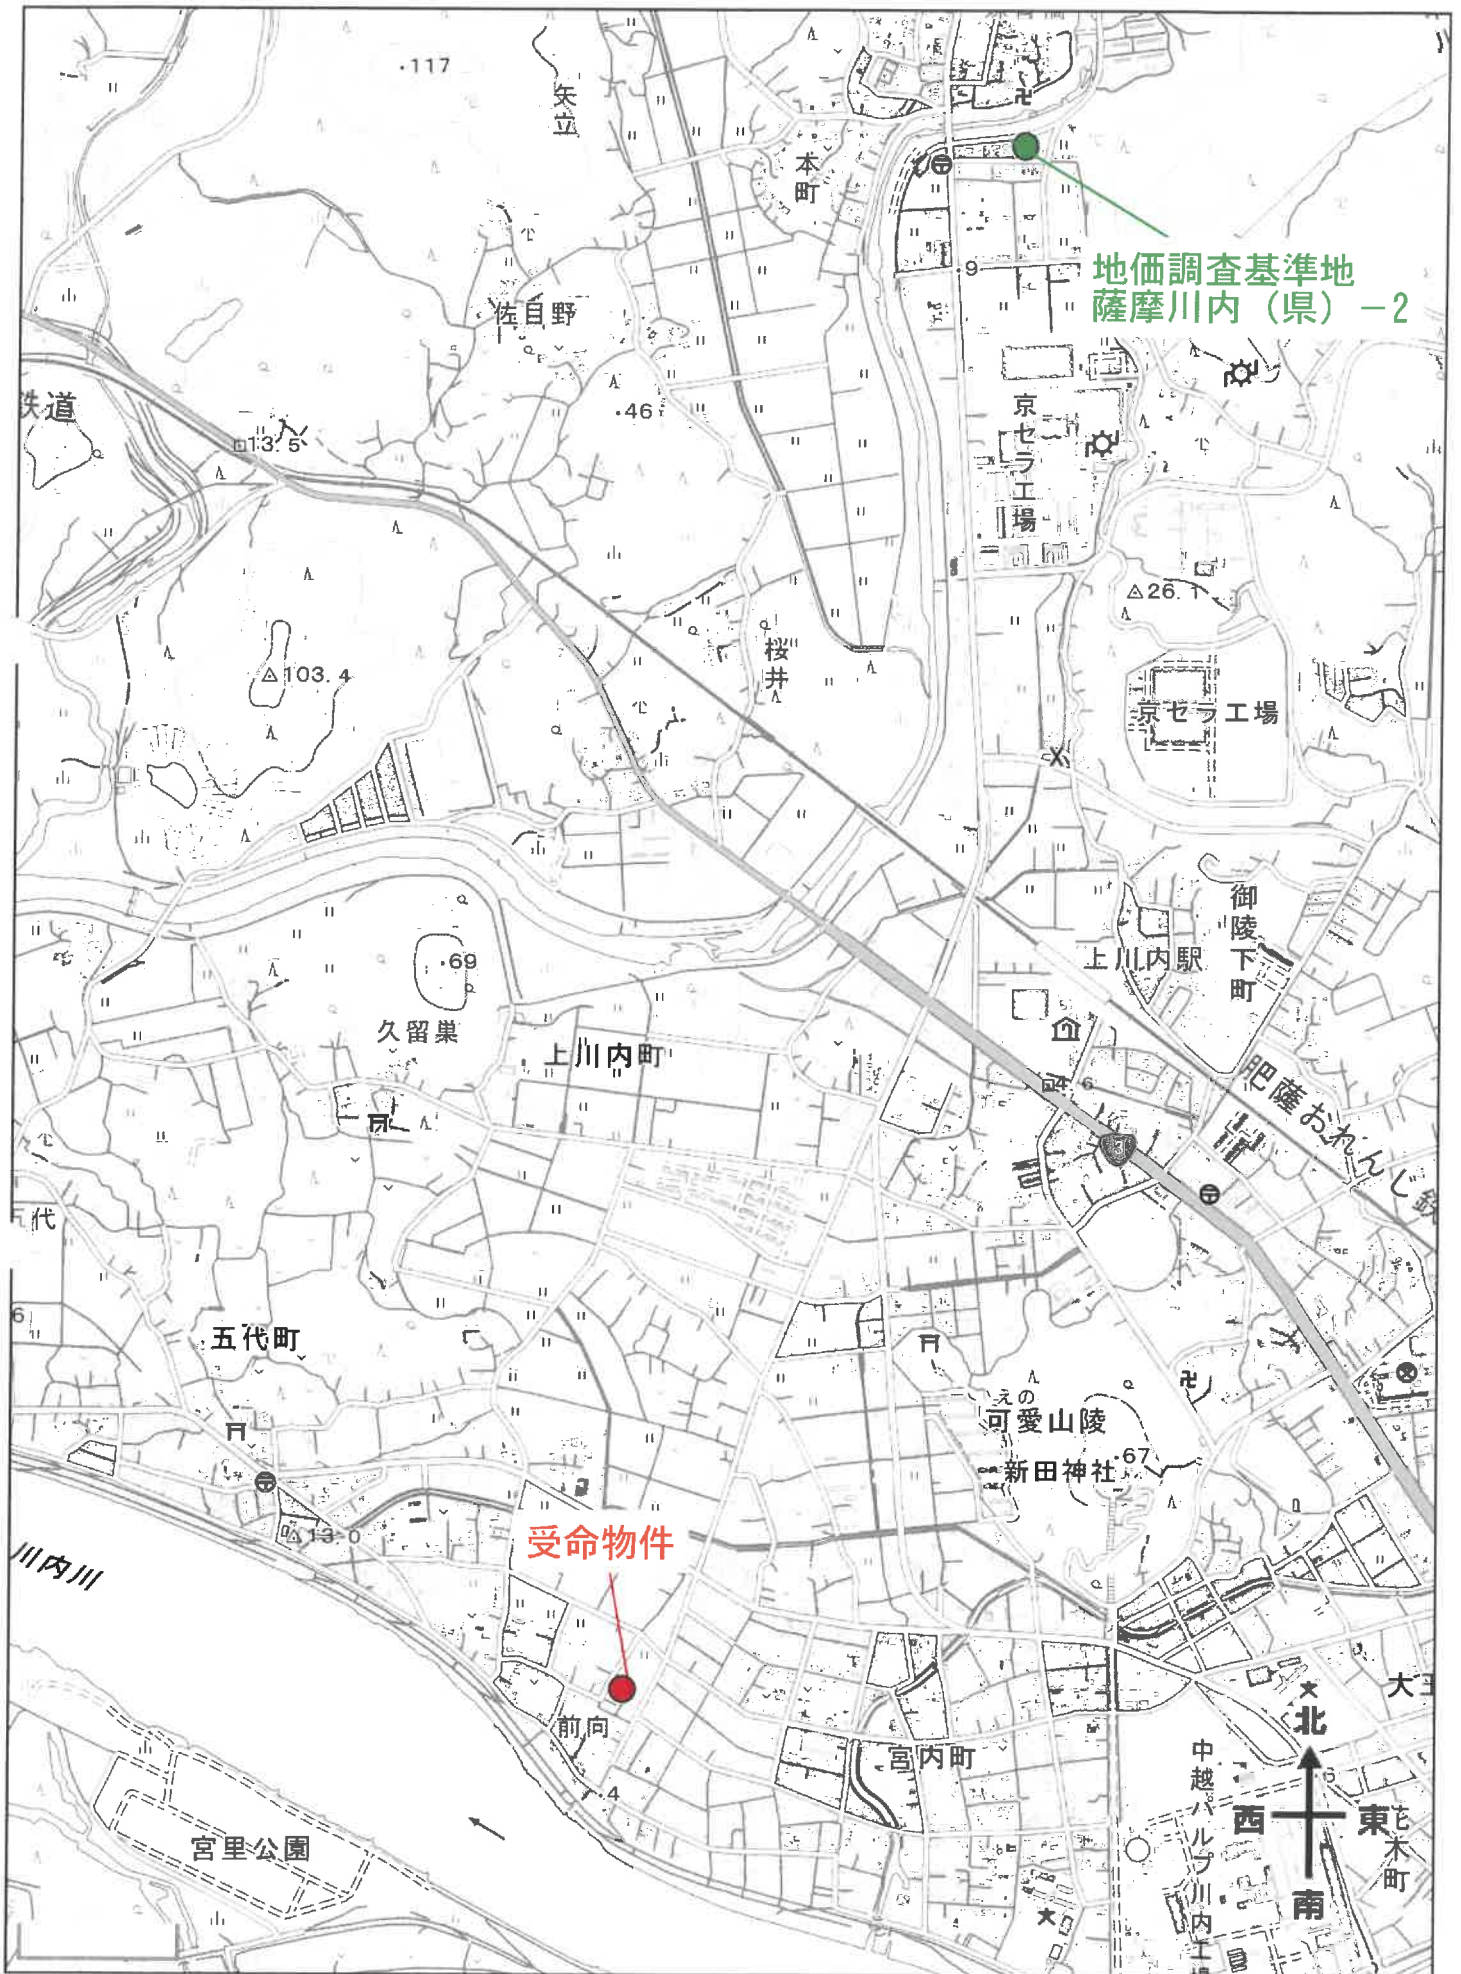 ・117
矢立
本町
・9
地価調査基準地
薩摩川内（県）－2
佐目野
・46
鉄道
13.5
京セラ工場
26.1
103.4
桜井
京セラ工場
御陵下町
上川内駅
・69
久留巣
上川内町
4.6
3
肥薩おれんじ鉄
五代
6
五代町
えの
可愛山陵
新田神社
・67
13.0
川内川
受命物件
前向
・4
宮内町
大
北
西
東
南
中越パルプ川内工場
6
木町
宮里公園